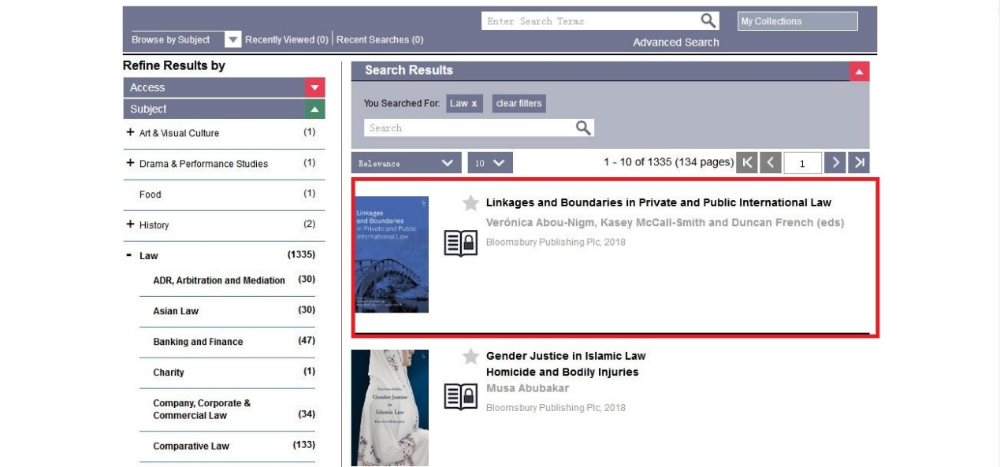 Enter Search Terms
My Collections
Browse by Subject
Recently Viewed (0)
Recent Searches (0)
Advanced Search
Refine Results by
Access
Subject
+ Art & Visual Culture (1)
+ Drama & Performance Studies (1)
Food (1)
+ History (2)
- Law (1335)
ADR, Arbitration and Mediation (30)
Asian Law (30)
Banking and Finance (47)
Charity (1)
Company, Corporate &
Commercial Law (34)
Comparative Law (133)
Search Results
You Searched For: Law x clear filters
Search
Relevance 10 1 - 10 of 1335 (134 pages) 1
Linkages
and Boundaries
in Private and Public
International Law
Linkages and Boundaries in Private and Public International Law
Verónica Abou-Nigm, Kasey McCall-Smith and Duncan French (eds)
Bloomsbury Publishing Plc, 2018
Gender Justice
in
Islamic Law
Gender Justice in Islamic Law
Homicide and Bodily Injuries
Musa Abubakar
Bloomsbury Publishing Plc, 2018